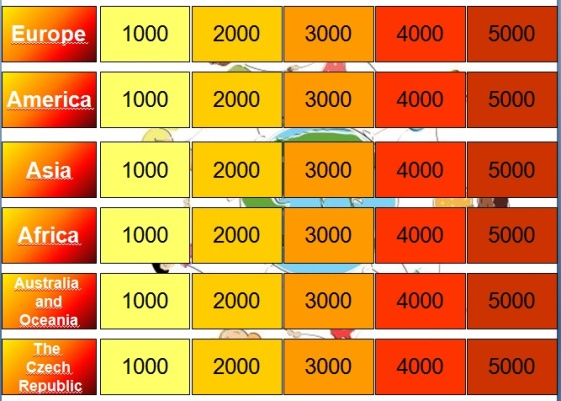 Europe 1000 2000 3000 4000 5000
America 1000 2000 3000 4000 5000
Asia 1000 2000 3000 4000 5000
Africa 1000 2000 3000 4000 5000
Australia
and
Oceania 1000 2000 3000 4000 5000
The
Czech
Republic 1000 2000 3000 4000 5000